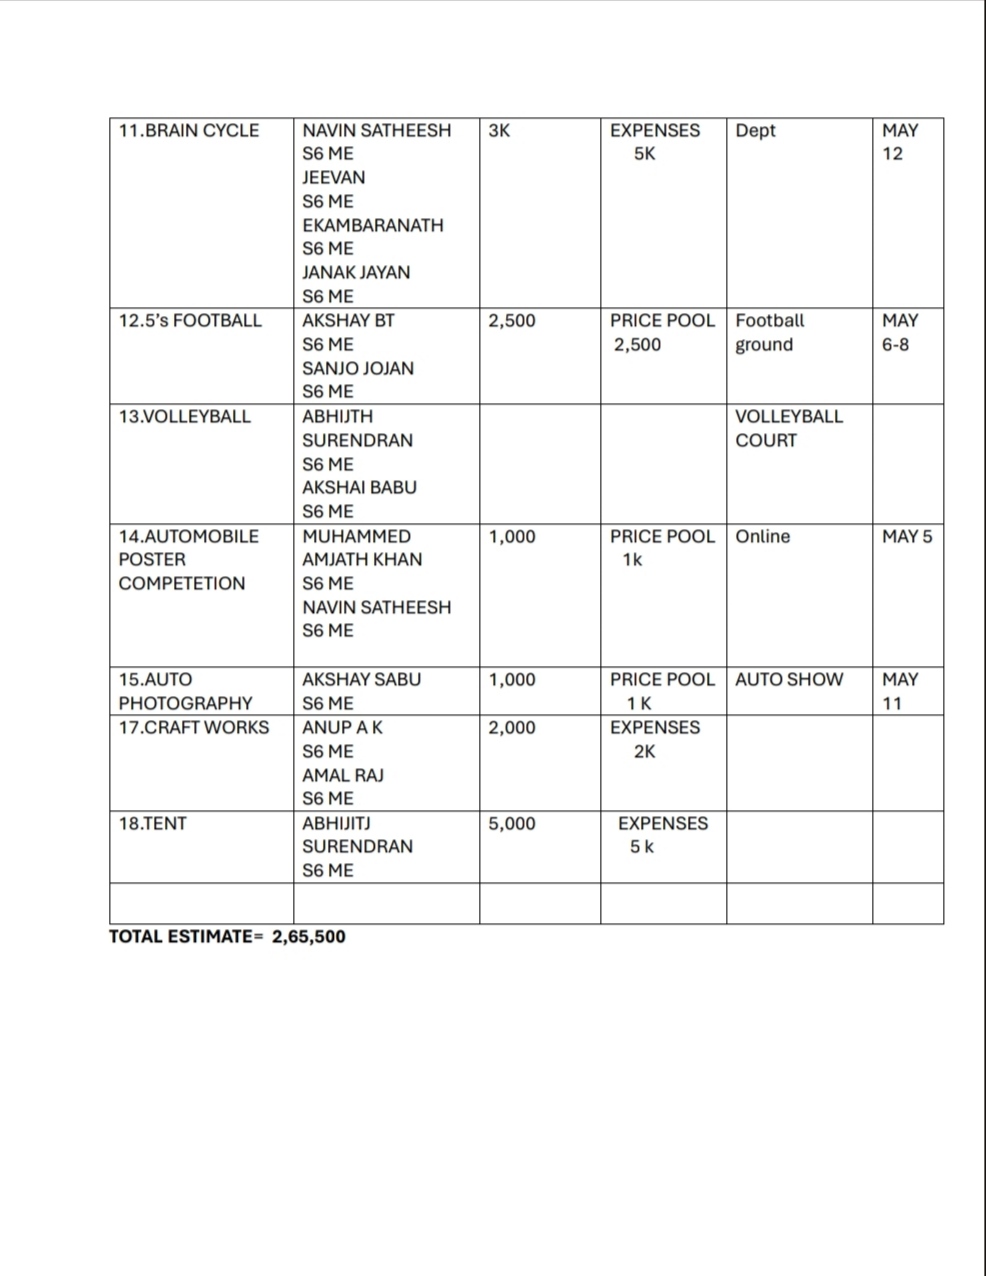 11.BRAIN CYCLE
NAVIN SATHEESH
S6 ME
JEEVAN
S6 ME
EKAMBARANATH
S6 ME
JANAK JAYAN
S6 ME
3K
EXPENSES
5K
Dept
MAY
12
12.5's FOOTBALL
AKSHAY BT
S6 ME
SANJO JOJAN
S6 ME
2,500
PRICE POOL
2,500
Football
ground
MAY
6-8
13.VOLLEYBALL
ABHIJTH
SURENDRAN
S6 ME
AKSHAI BABU
S6 ME
VOLLEYBALL
COURT
14.AUTOMOBILE
POSTER
COMPETETION
MUHAMMED
AMJATH KHAN
S6 ME
NAVIN SATHEESH
S6 ME
1,000
PRICE POOL
1k
Online
MAY 5
15.AUTO
PHOTOGRAPHY
AKSHAY SABU
S6 ME
1,000
PRICE POOL
1 K
AUTO SHOW
MAY
11
17.CRAFT WORKS
ANUP A K
S6 ME
AMAL RAJ
S6 ME
2,000
EXPENSES
2K
18.TENT
ABHIJITJ
SURENDRAN
S6 ME
5,000
EXPENSES
5 k
TOTAL ESTIMATE= 2,65,500